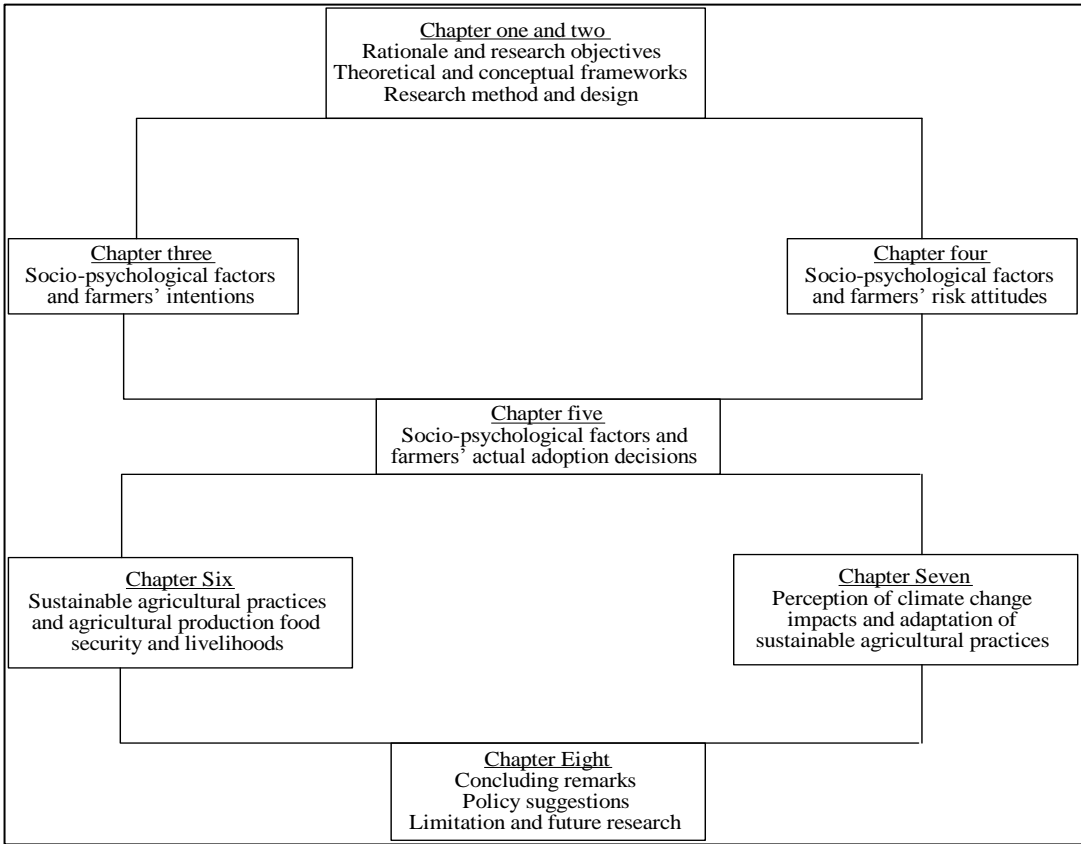 Chapter one and two
Rationale and research objectives
Theoretical and conceptual frameworks
Research method and design
Chapter three
Socio-psychological factors
and farmers’ intentions
Chapter four
Socio-psychological factors
and farmers’ risk attitudes
Chapter five
Socio-psychological factors and
farmers’ actual adoption decisions
Chapter Six
Sustainable agricultural practices
and agricultural production food
security and livelihoods
Chapter Seven
Perception of climate change
impacts and adaptation of
sustainable agricultural practices
Chapter Eight
Concluding remarks
Policy suggestions
Limitation and future research